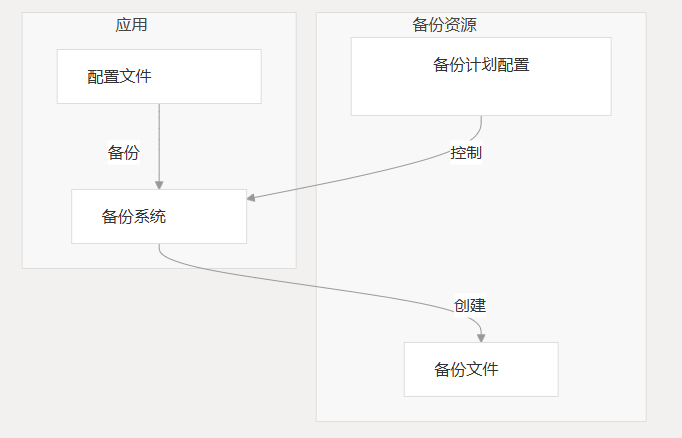 应用
配置文件
备份
备份系统
备份资源
备份计划配置
控制
创建
备份文件